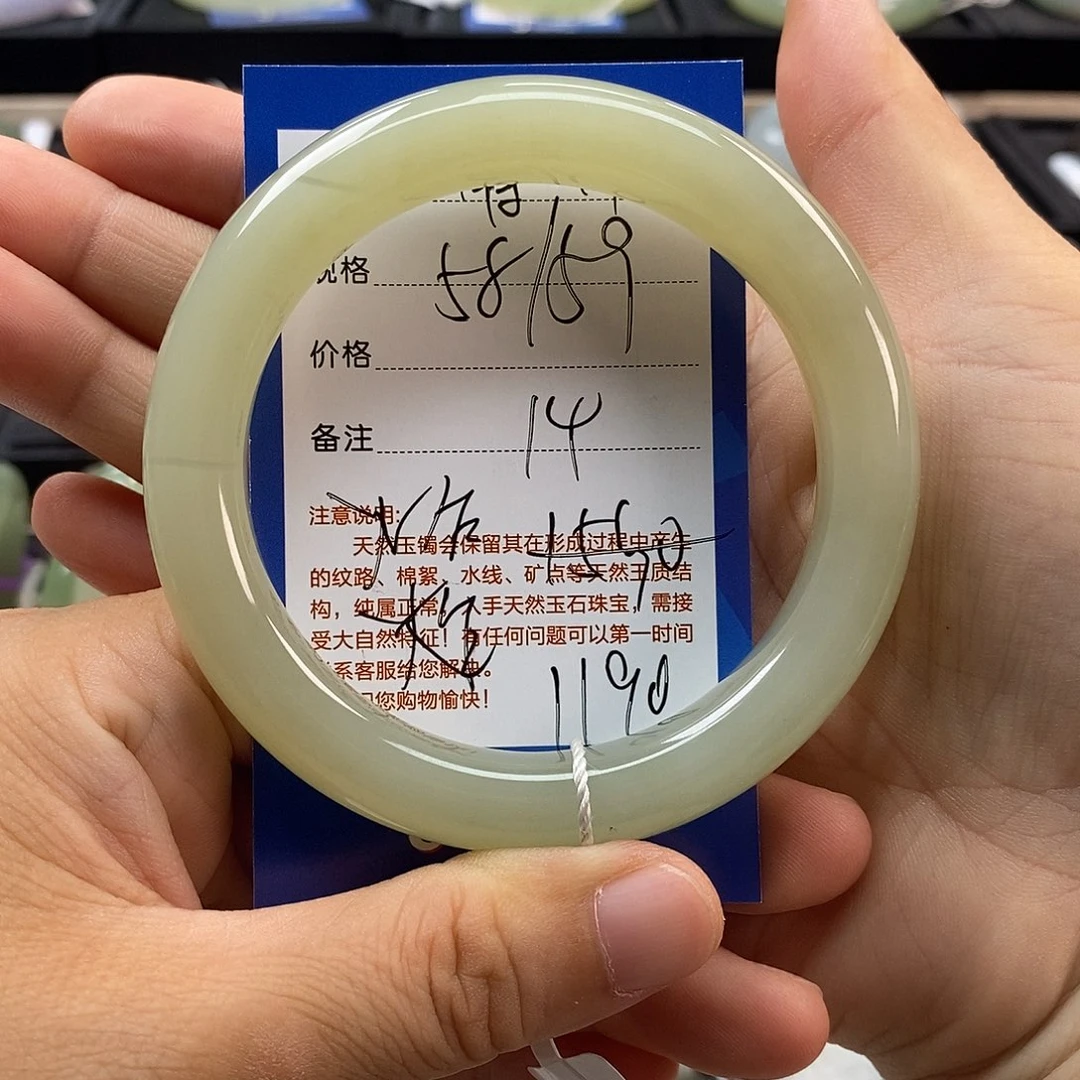 规格 58/59
价格
备注 14
注意说明:
1590
天然玉镯会保留其在形成过程中产生
的纹路、棉絮、水线、矿点等天然玉质结
构，纯属正常。 手天然玉石珠宝，需接
受大自然特征！有任何问题可以第一时间
系客服给您解决。
您购物愉快！
1190